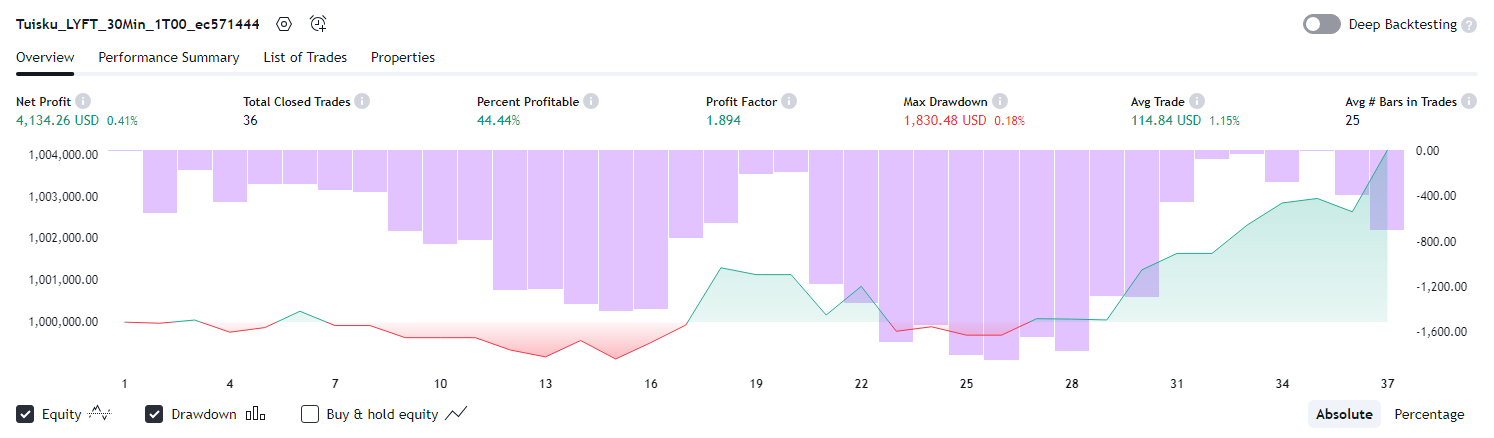 Tuisku_LYFT_30Min_1T00_ec571444 Deep Backtesting ?
Overview Performance Summary List of Trades Properties
Net Profit i Total Closed Trades i Percent Profitable i Profit Factor i Max Drawdown i Avg Trade i Avg # Bars in Trades i
4,134.26 USD 0.41% 36 44.44% 1.894 1,830.48 USD 0.18% 114.84 USD 1.15% 25
1,004,000.00 0.00
1,003,000.00 -400.00
1,002,000.00 -800.00
1,001,000.00 -1,200.00
1,000,000.00 -1,600.00
1 4 7 10 13 16 19 22 25 28 31 34 37
Equity Drawdown Buy & hold equity Absolute Percentage